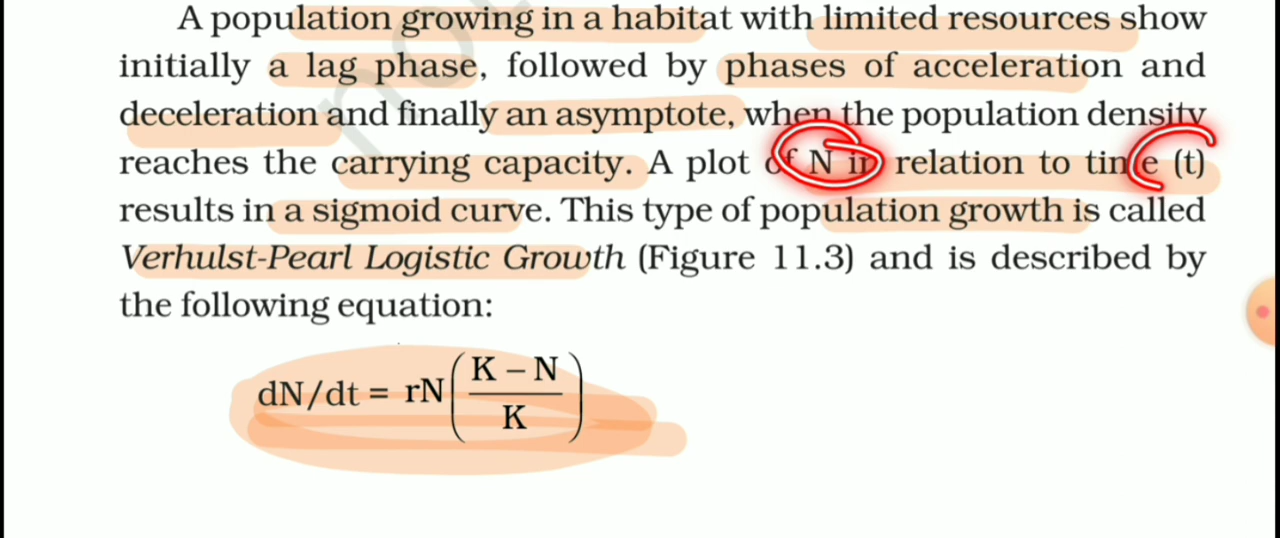 A population growing in a habitat with limited resources show
initially a lag phase, followed by phases of acceleration and
deceleration and finally an asymptote, when the population density
reaches the carrying capacity. A plot of N in relation to time (t)
results in a sigmoid curve. This type of population growth is called
Verhulst-Pearl Logistic Growth (Figure 11.3) and is described by
the following equation:
dN/dt = rN((K – N)/K)